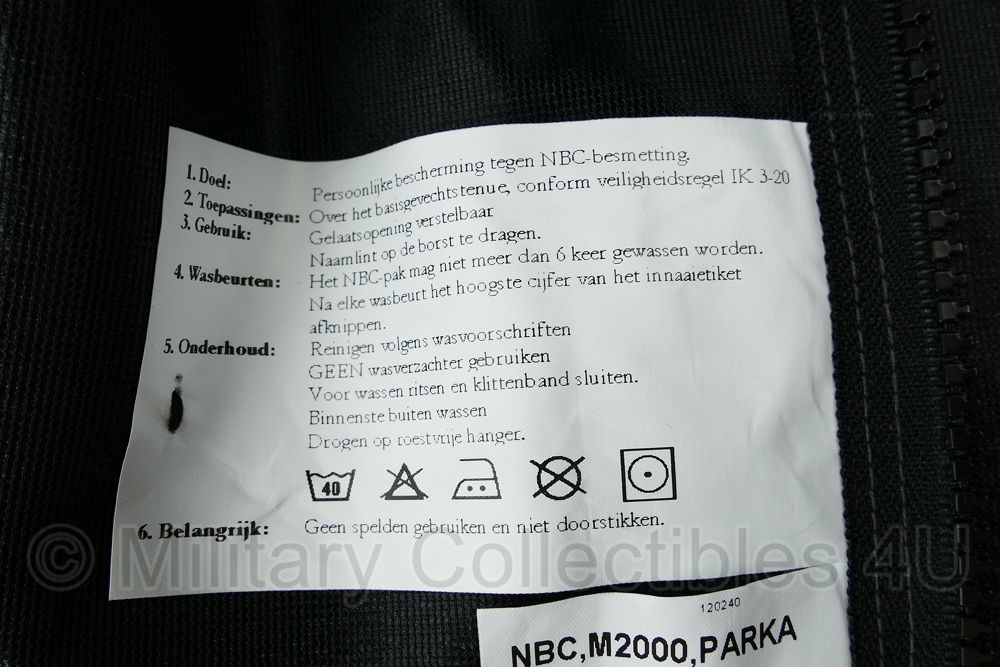 1. Doel: Persoonlijke bescherming tegen NBC-besmetting.
2. Toepassingen: Over het basisgevechtstenue, conform veiligheidsregel IK 3-20
3. Gebruik: Gelaatsopening verstelbaar
Naamlint op de borst te dragen.
4. Wasbeurten: Het NBC-pak mag niet meer dan 6 keer gewassen worden.
Na elke wasbeurt het hoogste cijfer van het innaaietiket
afknippen.
5. Onderhoud: Reinigen volgens wasvoorschriften
GEEN wasverzachter gebruiken
Voor wassen ritsen en klittenband sluiten.
Binnenste buiten wassen
Drogen op roestvrije hanger.
40
6. Belangrijk: Geen spelden gebruiken en niet doorstikken.
© Military Collectibles 4U
120240
NBC,M2000,PARKA